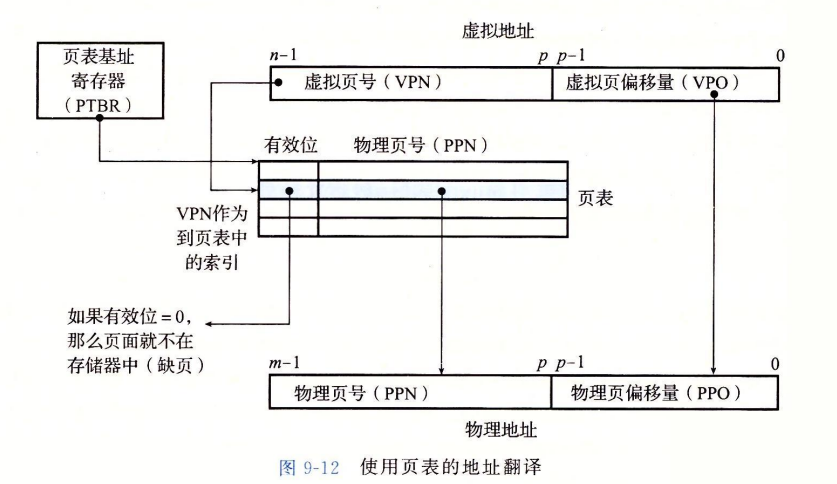 虚拟地址
页表基址
寄存器
(PTBR)
n-1 p p-1 0
虚拟页号(VPN) 虚拟页偏移量(VPO)
有效位 物理页号(PPN)
页表
VPN作为
到页表中
的索引
如果有效位=0,
那么页面就不在
存储器中(缺页)
m-1 p p-1 0
物理页号(PPN) 物理页偏移量(PPO)
物理地址
图 9-12 使用页表的地址翻译